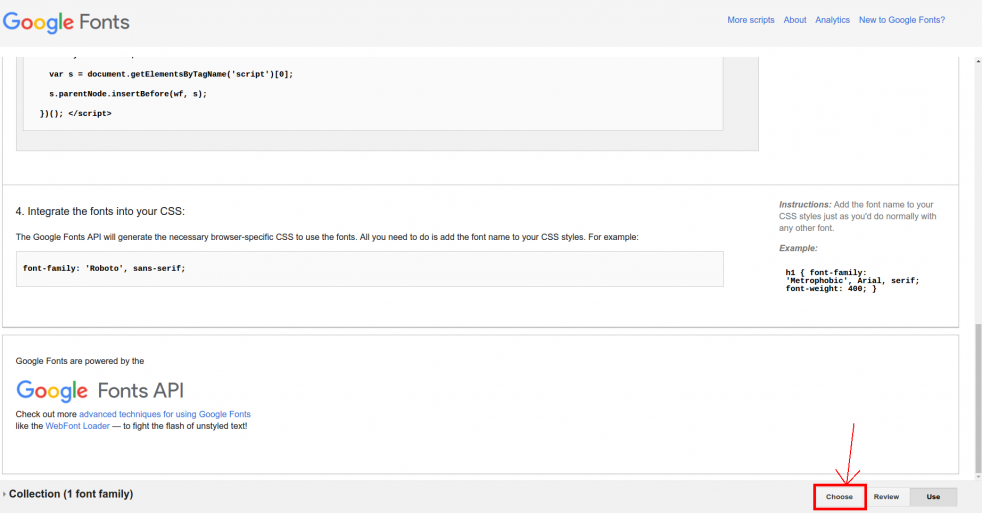 Google Fonts
More scripts About Analytics New to Google Fonts?
var s = document.getElementsByTagName('script')[0];
s.parentNode.insertBefore(wf, s);
})(); </script>
4. Integrate the fonts into your CSS:
The Google Fonts API will generate the necessary browser-specific CSS to use the fonts. All you need to do is add the font name to your CSS styles. For example:
font-family: 'Roboto', sans-serif;
Instructions: Add the font name to your
CSS styles just as you'd do normally with
any other font.
Example:
h1 { font-family:
'Metrophobic', Arial, serif;
font-weight: 400; }
Google Fonts are powered by the
Google Fonts API
Check out more advanced techniques for using Google Fonts
like the WebFont Loader — to fight the flash of unstyled text!
Collection (1 font family)
Choose Review Use